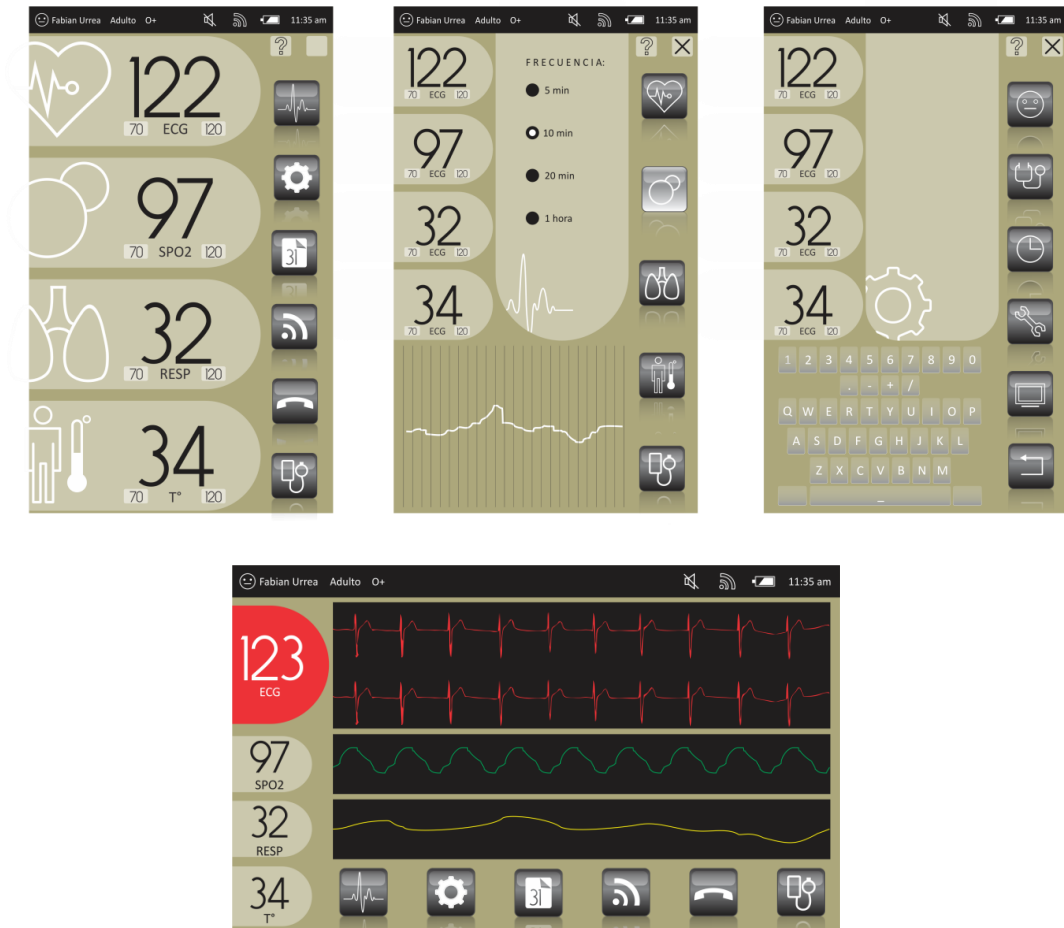 Fabian Urrea Adulto O+ 11:35 am
?
122
70 ECG 120
97
70 SPO2 120
31
32
70 RESP 120
34
70 T° 120
Fabian Urrea Adulto O+ 11:35 am
?
122
70 ECG 120
97
70 ECG 120
32
70 ECG 120
34
70 ECG 120
FRECUENCIA:
5 min
10 min
20 min
1 hora
Fabian Urrea Adulto O+ 11:35 am
?
122
70 ECG 120
97
70 ECG 120
32
70 ECG 120
34
70 ECG 120
1 2 3 4 5 6 7 8 9 0
. - + /
Q W E R T Y U I O P
A S D F G H J K L
Z X C V B N M
_
Fabian Urrea Adulto O+ 11:35 am
123
ECG
97
SPO2
32
RESP
34
T°
31